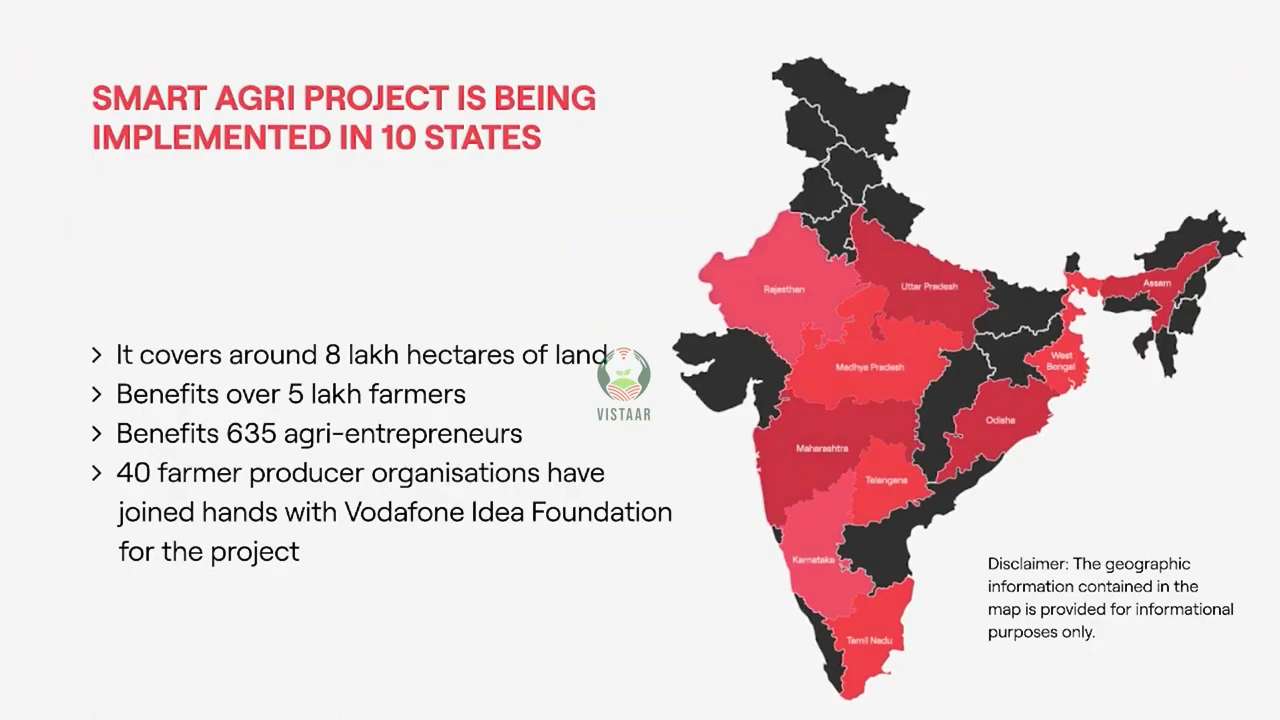 SMART AGRI PROJECT IS BEING
IMPLEMENTED IN 10 STATES
> It covers around 8 lakh hectares of land
> Benefits over 5 lakh farmers
> Benefits 635 agri-entrepreneurs
> 40 farmer producer organisations have
joined hands with Vodafone Idea Foundation
for the project
VISTAAR
Rajasthan
Uttar Pradesh
Assam
Madhya Pradesh
West
Bengal
Odisha
Maharashtra
Telangana
Karnataka
Tamil Nadu
Disclaimer: The geographic
information contained in the
map is provided for informational
purposes only.